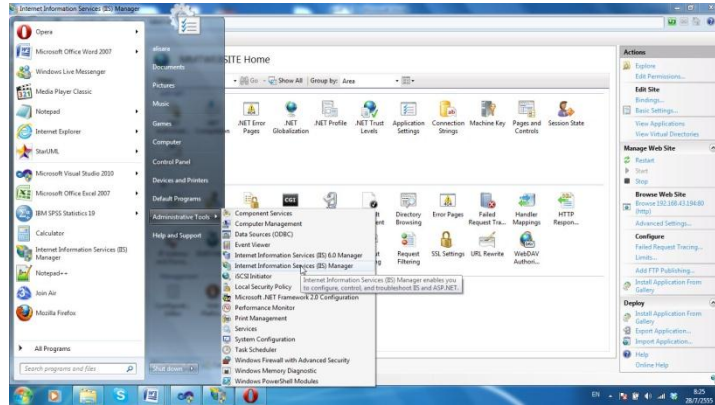 Internet Information Services (IIS) Manager
Opera
Microsoft Office Word 2007
Windows Live Messenger
Media Player Classic
Notepad
Internet Explorer
StarUML
Microsoft Visual Studio 2010
Microsoft Office Excel 2007
IBM SPSS Statistics 19
Calculator
Internet Information Services (IIS)
Manager
Notepad++
Join Air
Mozilla Firefox
All Programs
Search programs and files
alisara
Documents
Pictures
Music
Games
Computer
Control Panel
Devices and Printers
Default Programs
Administrative Tools
Help and Support
Shut down
SITE Home
Go
Show All
Group by: Area
.NET Error
Pages
.NET
Globalization
.NET Profile
.NET Trust
Levels
Application
Settings
Connection
Strings
Machine Key
Pages and
Controls
Session State
Directory
Browsing
Error Pages
Failed
Request Tra...
Handler
Mappings
HTTP
Respon...
Request
Filtering
SSL Settings
URL Rewrite
WebDAV
Authori...
Component Services
Computer Management
Data Sources (ODBC)
Event Viewer
Internet Information Services (IIS) 6.0 Manager
Internet Information Services (IIS) Manager
iSCSI Initiator
Local Security Policy
Microsoft .NET Framework 2.0 Configuration
Performance Monitor
Print Management
Services
System Configuration
Task Scheduler
Windows Firewall with Advanced Security
Windows Memory Diagnostic
Windows PowerShell Modules
Internet Information Services (IIS) Manager enables you
to configure, control, and troubleshoot IIS and ASP.NET.
Actions
Explore
Edit Permissions...
Edit Site
Bindings...
Basic Settings...
View Applications
View Virtual Directories
Manage Web Site
Restart
Start
Stop
Browse Web Site
Browse 192.168.43.194:80
(http)
Advanced Settings...
Configure
Failed Request Tracing...
Limits...
Add FTP Publishing...
Install Application From
Gallery
Deploy
Install Application From
Gallery
Export Application...
Import Application...
Help
Online Help
EN
8:25
28/7/2555